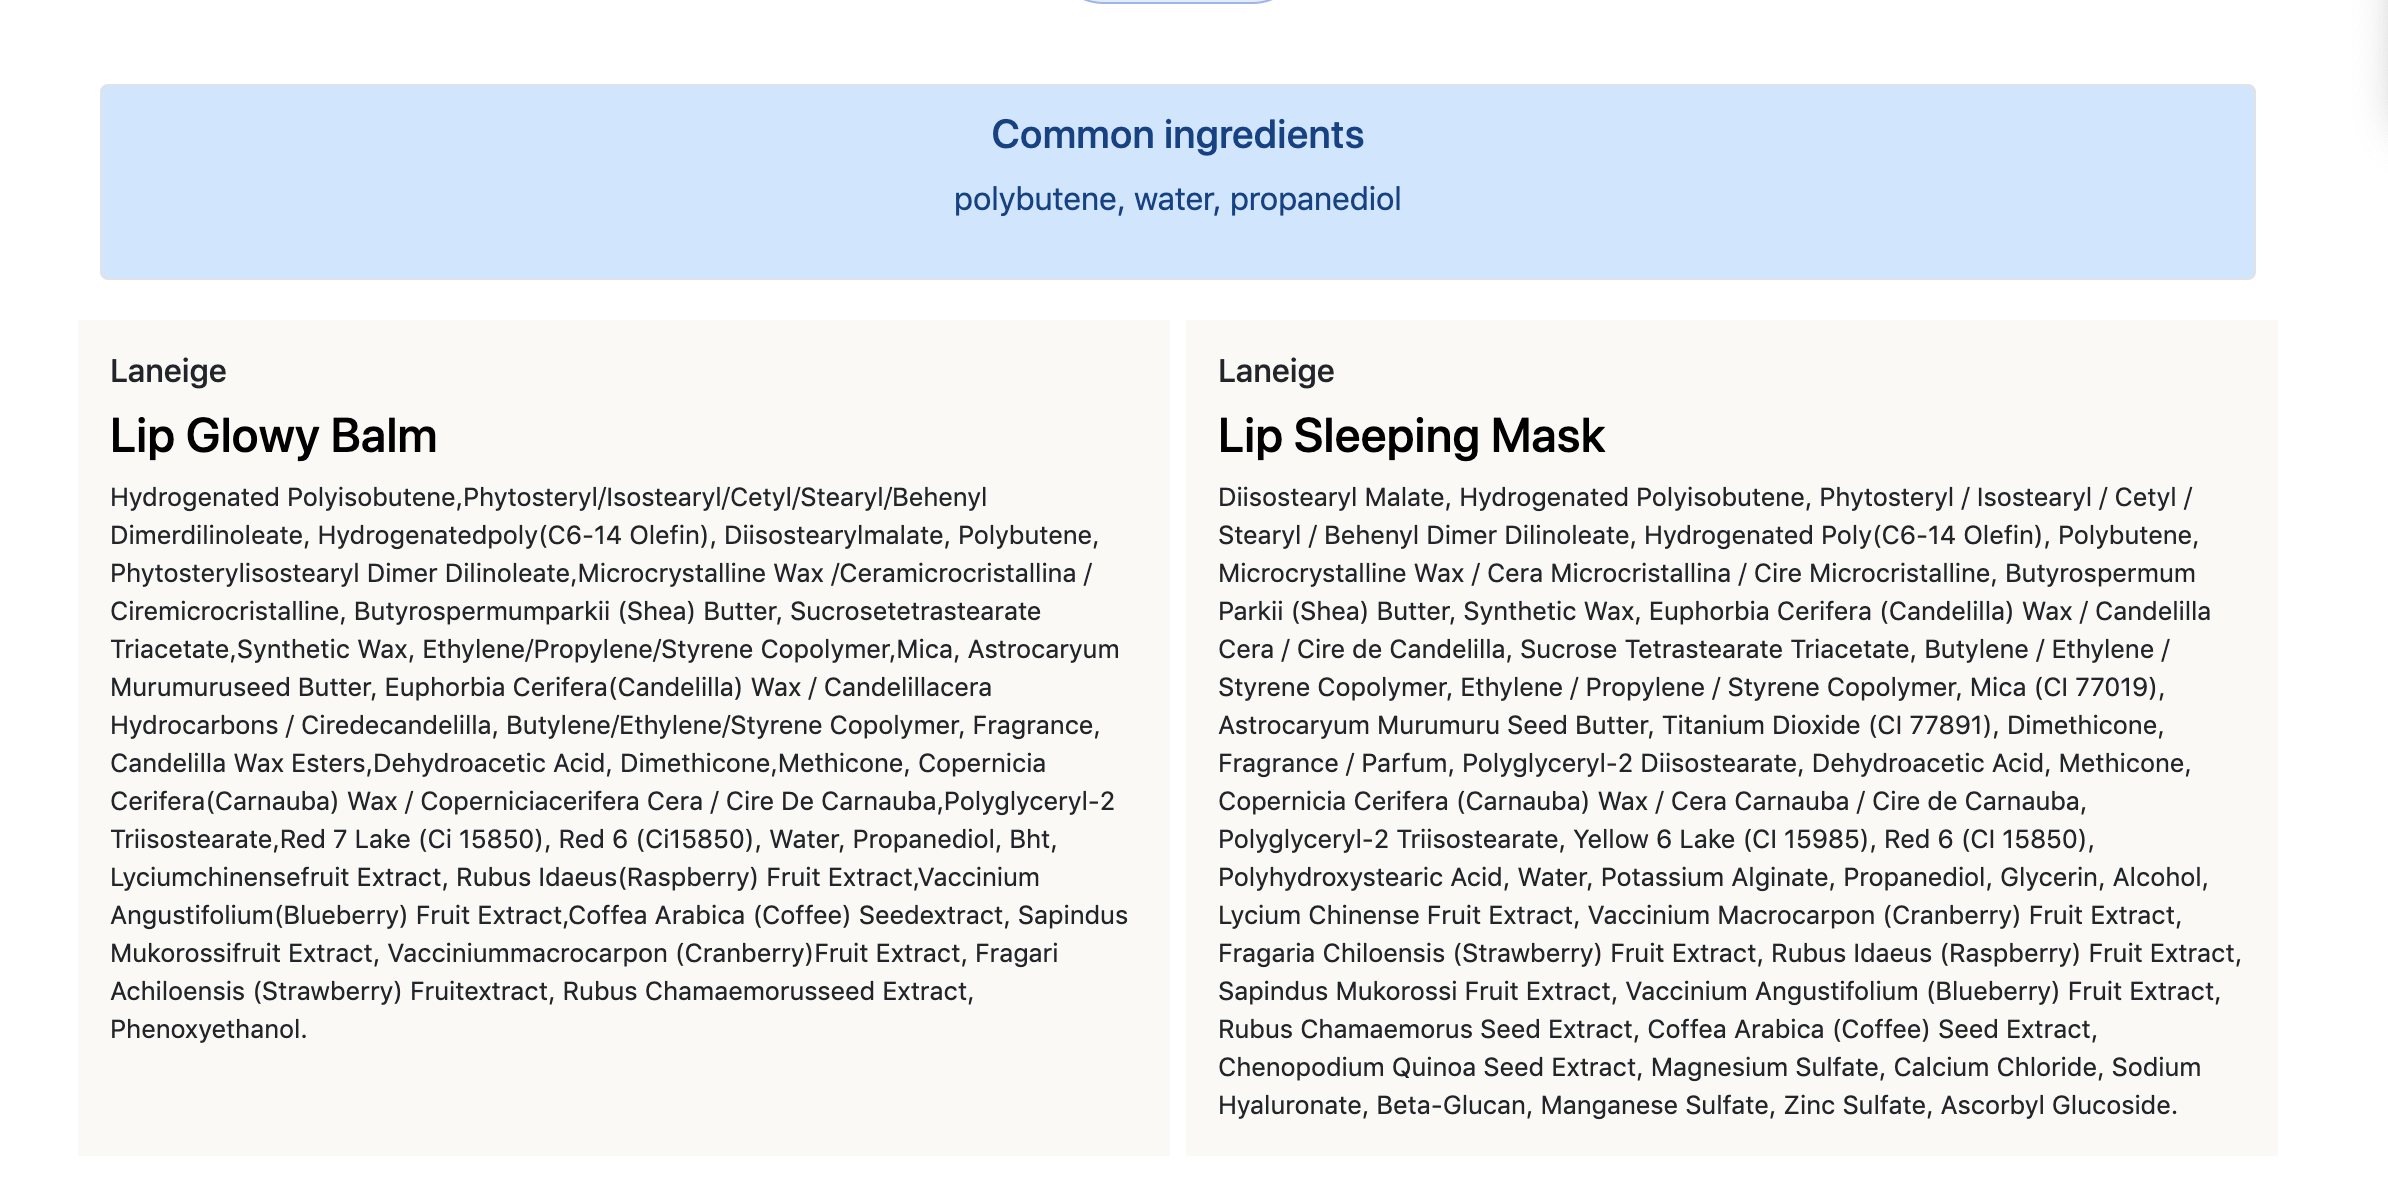 Common ingredients
polybutene, water, propanediol
Laneige
Lip Glowy Balm
Hydrogenated Polyisobutene,Phytosteryl/Isostearyl/Cetyl/Stearyl/Behenyl
Dimerdilinoleate, Hydrogenatedpoly(C6-14 Olefin), Diisostearylmalate, Polybutene,
Phytosterylisostearyl Dimer Dilinoleate,Microcrystalline Wax /Ceramicrocristallina /
Ciremicrocristalline, Butyrospermumparkii (Shea) Butter, Sucrosetetrastearate
Triacetate,Synthetic Wax, Ethylene/Propylene/Styrene Copolymer,Mica, Astrocaryum
Murumuruseed Butter, Euphorbia Cerifera(Candelilla) Wax / Candelillacera
Hydrocarbons / Ciredecandelilla, Butylene/Ethylene/Styrene Copolymer, Fragrance,
Candelilla Wax Esters,Dehydroacetic Acid, Dimethicone,Methicone, Copernicia
Cerifera(Carnauba) Wax / Coperniciacerifera Cera / Cire De Carnauba,Polyglyceryl-2
Triisostearate,Red 7 Lake (Ci 15850), Red 6 (Ci15850), Water, Propanediol, Bht,
Lyciumchinensefruit Extract, Rubus Idaeus(Raspberry) Fruit Extract,Vaccinium
Angustifolium(Blueberry) Fruit Extract,Coffea Arabica (Coffee) Seedextract, Sapindus
Mukorossifruit Extract, Vacciniummacrocarpon (Cranberry)Fruit Extract, Fragari
Achiloensis (Strawberry) Fruitextract, Rubus Chamaemorusseed Extract,
Phenoxyethanol.
Laneige
Lip Sleeping Mask
Diisostearyl Malate, Hydrogenated Polyisobutene, Phytosteryl / Isostearyl / Cetyl /
Stearyl / Behenyl Dimer Dilinoleate, Hydrogenated Poly(C6-14 Olefin), Polybutene,
Microcrystalline Wax / Cera Microcristallina / Cire Microcristalline, Butyrospermum
Parkii (Shea) Butter, Synthetic Wax, Euphorbia Cerifera (Candelilla) Wax / Candelilla
Cera / Cire de Candelilla, Sucrose Tetrastearate Triacetate, Butylene / Ethylene /
Styrene Copolymer, Ethylene / Propylene / Styrene Copolymer, Mica (CI 77019),
Astrocaryum Murumuru Seed Butter, Titanium Dioxide (CI 77891), Dimethicone,
Fragrance / Parfum, Polyglyceryl-2 Diisostearate, Dehydroacetic Acid, Methicone,
Copernicia Cerifera (Carnauba) Wax / Cera Carnauba / Cire de Carnauba,
Polyglyceryl-2 Triisostearate, Yellow 6 Lake (CI 15985), Red 6 (CI 15850),
Polyhydroxystearic Acid, Water, Potassium Alginate, Propanediol, Glycerin, Alcohol,
Lycium Chinense Fruit Extract, Vaccinium Macrocarpon (Cranberry) Fruit Extract,
Fragaria Chiloensis (Strawberry) Fruit Extract, Rubus Idaeus (Raspberry) Fruit Extract,
Sapindus Mukorossi Fruit Extract, Vaccinium Angustifolium (Blueberry) Fruit Extract,
Rubus Chamaemorus Seed Extract, Coffea Arabica (Coffee) Seed Extract,
Chenopodium Quinoa Seed Extract, Magnesium Sulfate, Calcium Chloride, Sodium
Hyaluronate, Beta-Glucan, Manganese Sulfate, Zinc Sulfate, Ascorbyl Glucoside.